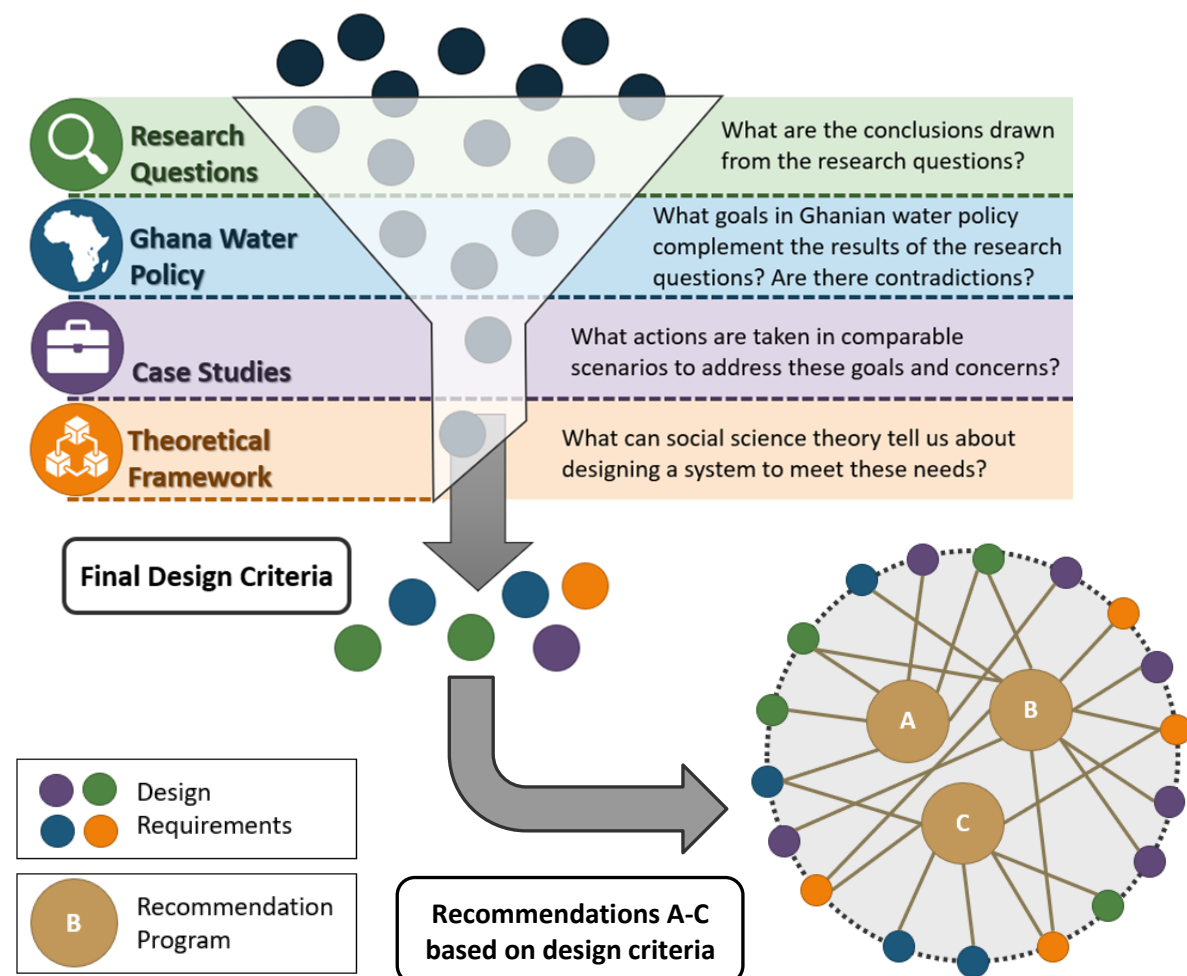 Research
Questions
What are the conclusions drawn
from the research questions?
Ghana Water
Policy
What goals in Ghanian water policy
complement the results of the research
questions? Are there contradictions?
Case Studies
What actions are taken in comparable
scenarios to address these goals and concerns?
Theoretical
Framework
What can social science theory tell us about
designing a system to meet these needs?
Final Design Criteria
A
B
C
Design
Requirements
B
Recommendation
Program
Recommendations A-C
based on design criteria